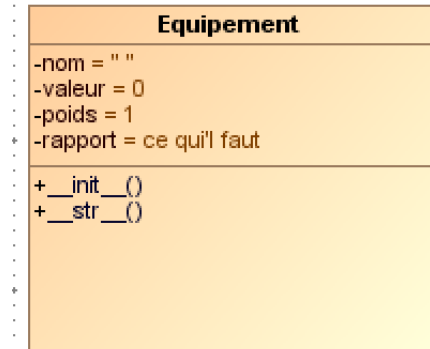 Equipement
-nom = " "
-valeur = 0
-poids = 1
-rapport = ce qui'l faut
+__init__()
+__str__()